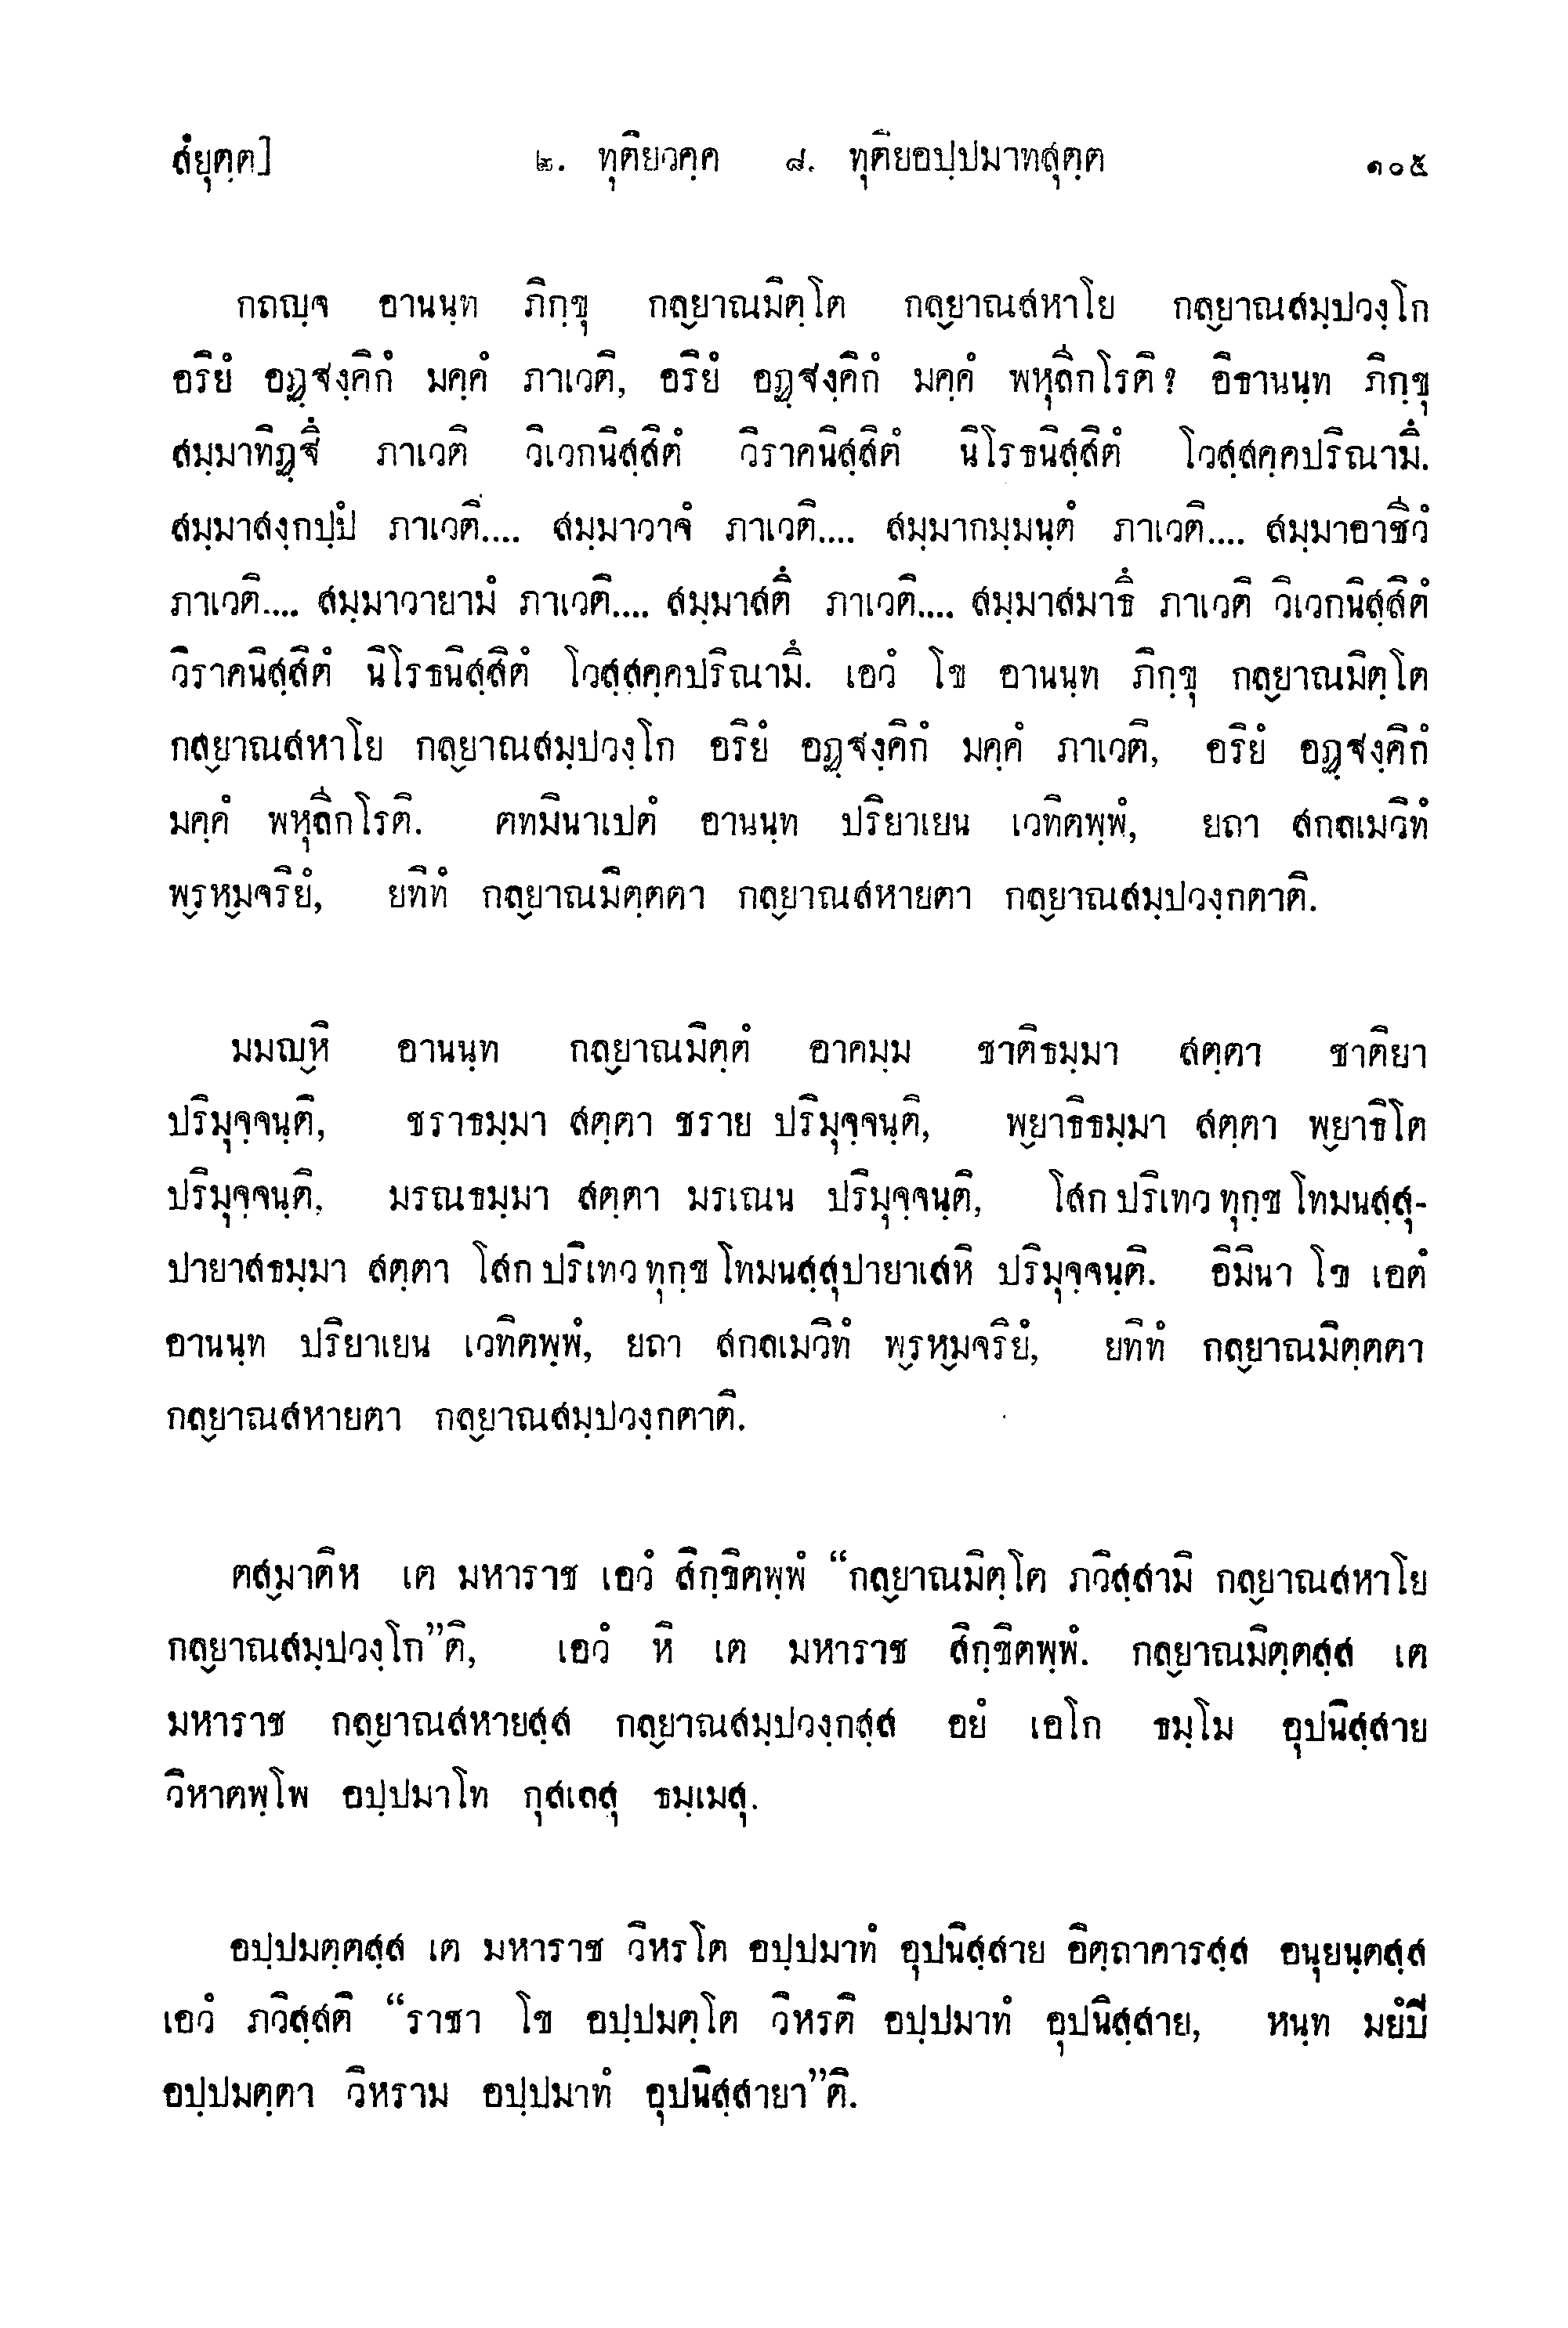 สํยุตฺต]	๒. ทุติยวคฺค ๘. ทุติยอปฺปมาทสุตฺต	๑๐๕
กถญฺจ อานนฺท ภิกฺขุ กลฺยาณมิตฺโต กลฺยาณสหาโย กลฺยาณสมฺปวงฺโก
อริยํ อฏฺฐงฺคิกํ มคฺคํ ภาเวติ, อริยํ อฏฺฐงฺคิกํ มคฺคํ พหุลีกโรติ? อิธานนฺท ภิกฺขุ
สมฺมาทิฏฺฐึ ภาเวติ วิเวกนิสฺสิตํ วิราคนิสฺสิตํ นิโรธนิสฺสิตํ โวสฺสคฺคปริณามึ.
สมฺมาสงฺกปฺปํ ภาเวติ.... สมฺมาวาจํ ภาเวติ.... สมฺมากมฺมนฺตํ ภาเวติ.... สมฺมาอาชีวํ
ภาเวติ.... สมฺมาวายามํ ภาเวติ.... สมฺมาสตึ ภาเวติ.... สมฺมาสมาธึ ภาเวติ วิเวกนิสฺสิตํ
วิราคนิสฺสิตํ นิโรธนิสฺสิตํ โวสฺสคฺคปริณามึ. เอวํ โข อานนฺท ภิกฺขุ กลฺยาณมิตฺโต
กลฺยาณสหาโย กลฺยาณสมฺปวงฺโก อริยํ อฏฺฐงฺคิกํ มคฺคํ ภาเวติ, อริยํ อฏฺฐงฺคิกํ
มคฺคํ พหุลีกโรติ. ตทมินาเปตํ อานนฺท ปริยาเยน เวทิตพฺพํ, ยถา สกลเมวิทํ
พฺรหฺมจริยํ, ยทิทํ กลฺยาณมิตฺตตา กลฺยาณสหายตา กลฺยาณสมฺปวงฺกตาติ.
มมญฺหิ อานนฺท กลฺยาณมิตฺตํ อาคมฺม ชาติธมฺมา สตฺตา ชาติยา
ปริมุจฺจนฺติ, ชราธมฺมา สตฺตา ชราย ปริมุจฺจนฺติ, พฺยาธิธมฺมา สตฺตา พฺยาธิโต
ปริมุจฺจนฺติ, มรณธมฺมา สตฺตา มรเณน ปริมุจฺจนฺติ, โสก ปริเทว ทุกฺข โทมนสฺสุ-
ปายาสธมฺมา สตฺตา โสก ปริเทว ทุกฺข โทมนสฺสุปายาเสหิ ปริมุจฺจนฺติ. อิมินา โข เอตํ
อานนฺท ปริยาเยน เวทิตพฺพํ, ยถา สกลเมวิทํ พฺรหฺมจริยํ, ยทิทํ กลฺยาณมิตฺตตา
กลฺยาณสหายตา กลฺยาณสมฺปวงฺกตาติ.
ตสฺมาติห เต มหาราช เอวํ สิกฺขิตพฺพํ “กลฺยาณมิตฺโต ภวิสฺสามิ กลฺยาณสหาโย
กลฺยาณสมฺปวงฺโก”ติ, เอวํ หิ เต มหาราช สิกฺขิตพฺพํ. กลฺยาณมิตฺตสฺส เต
มหาราช กลฺยาณสหายสฺส กลฺยาณสมฺปวงฺกสฺส อยํ เอโก ธมฺโม อุปนิสฺสาย
วิหาตพฺโพ อปฺปมาโท กุสเลสุ ธมฺเมสุ.
อปฺปมตฺตสฺส เต มหาราช วิหรโต อปฺปมาทํ อุปนิสฺสาย อิตฺถาคารสฺส อนุยนฺตสฺส
เอวํ ภวิสฺสติ “ราชา โข อปฺปมตฺโต วิหรติ อปฺปมาทํ อุปนิสฺสาย, หนฺท มยํปิ
อปฺปมตฺตา วิหราม อปฺปมาทํ อุปนิสฺสายา”ติ.